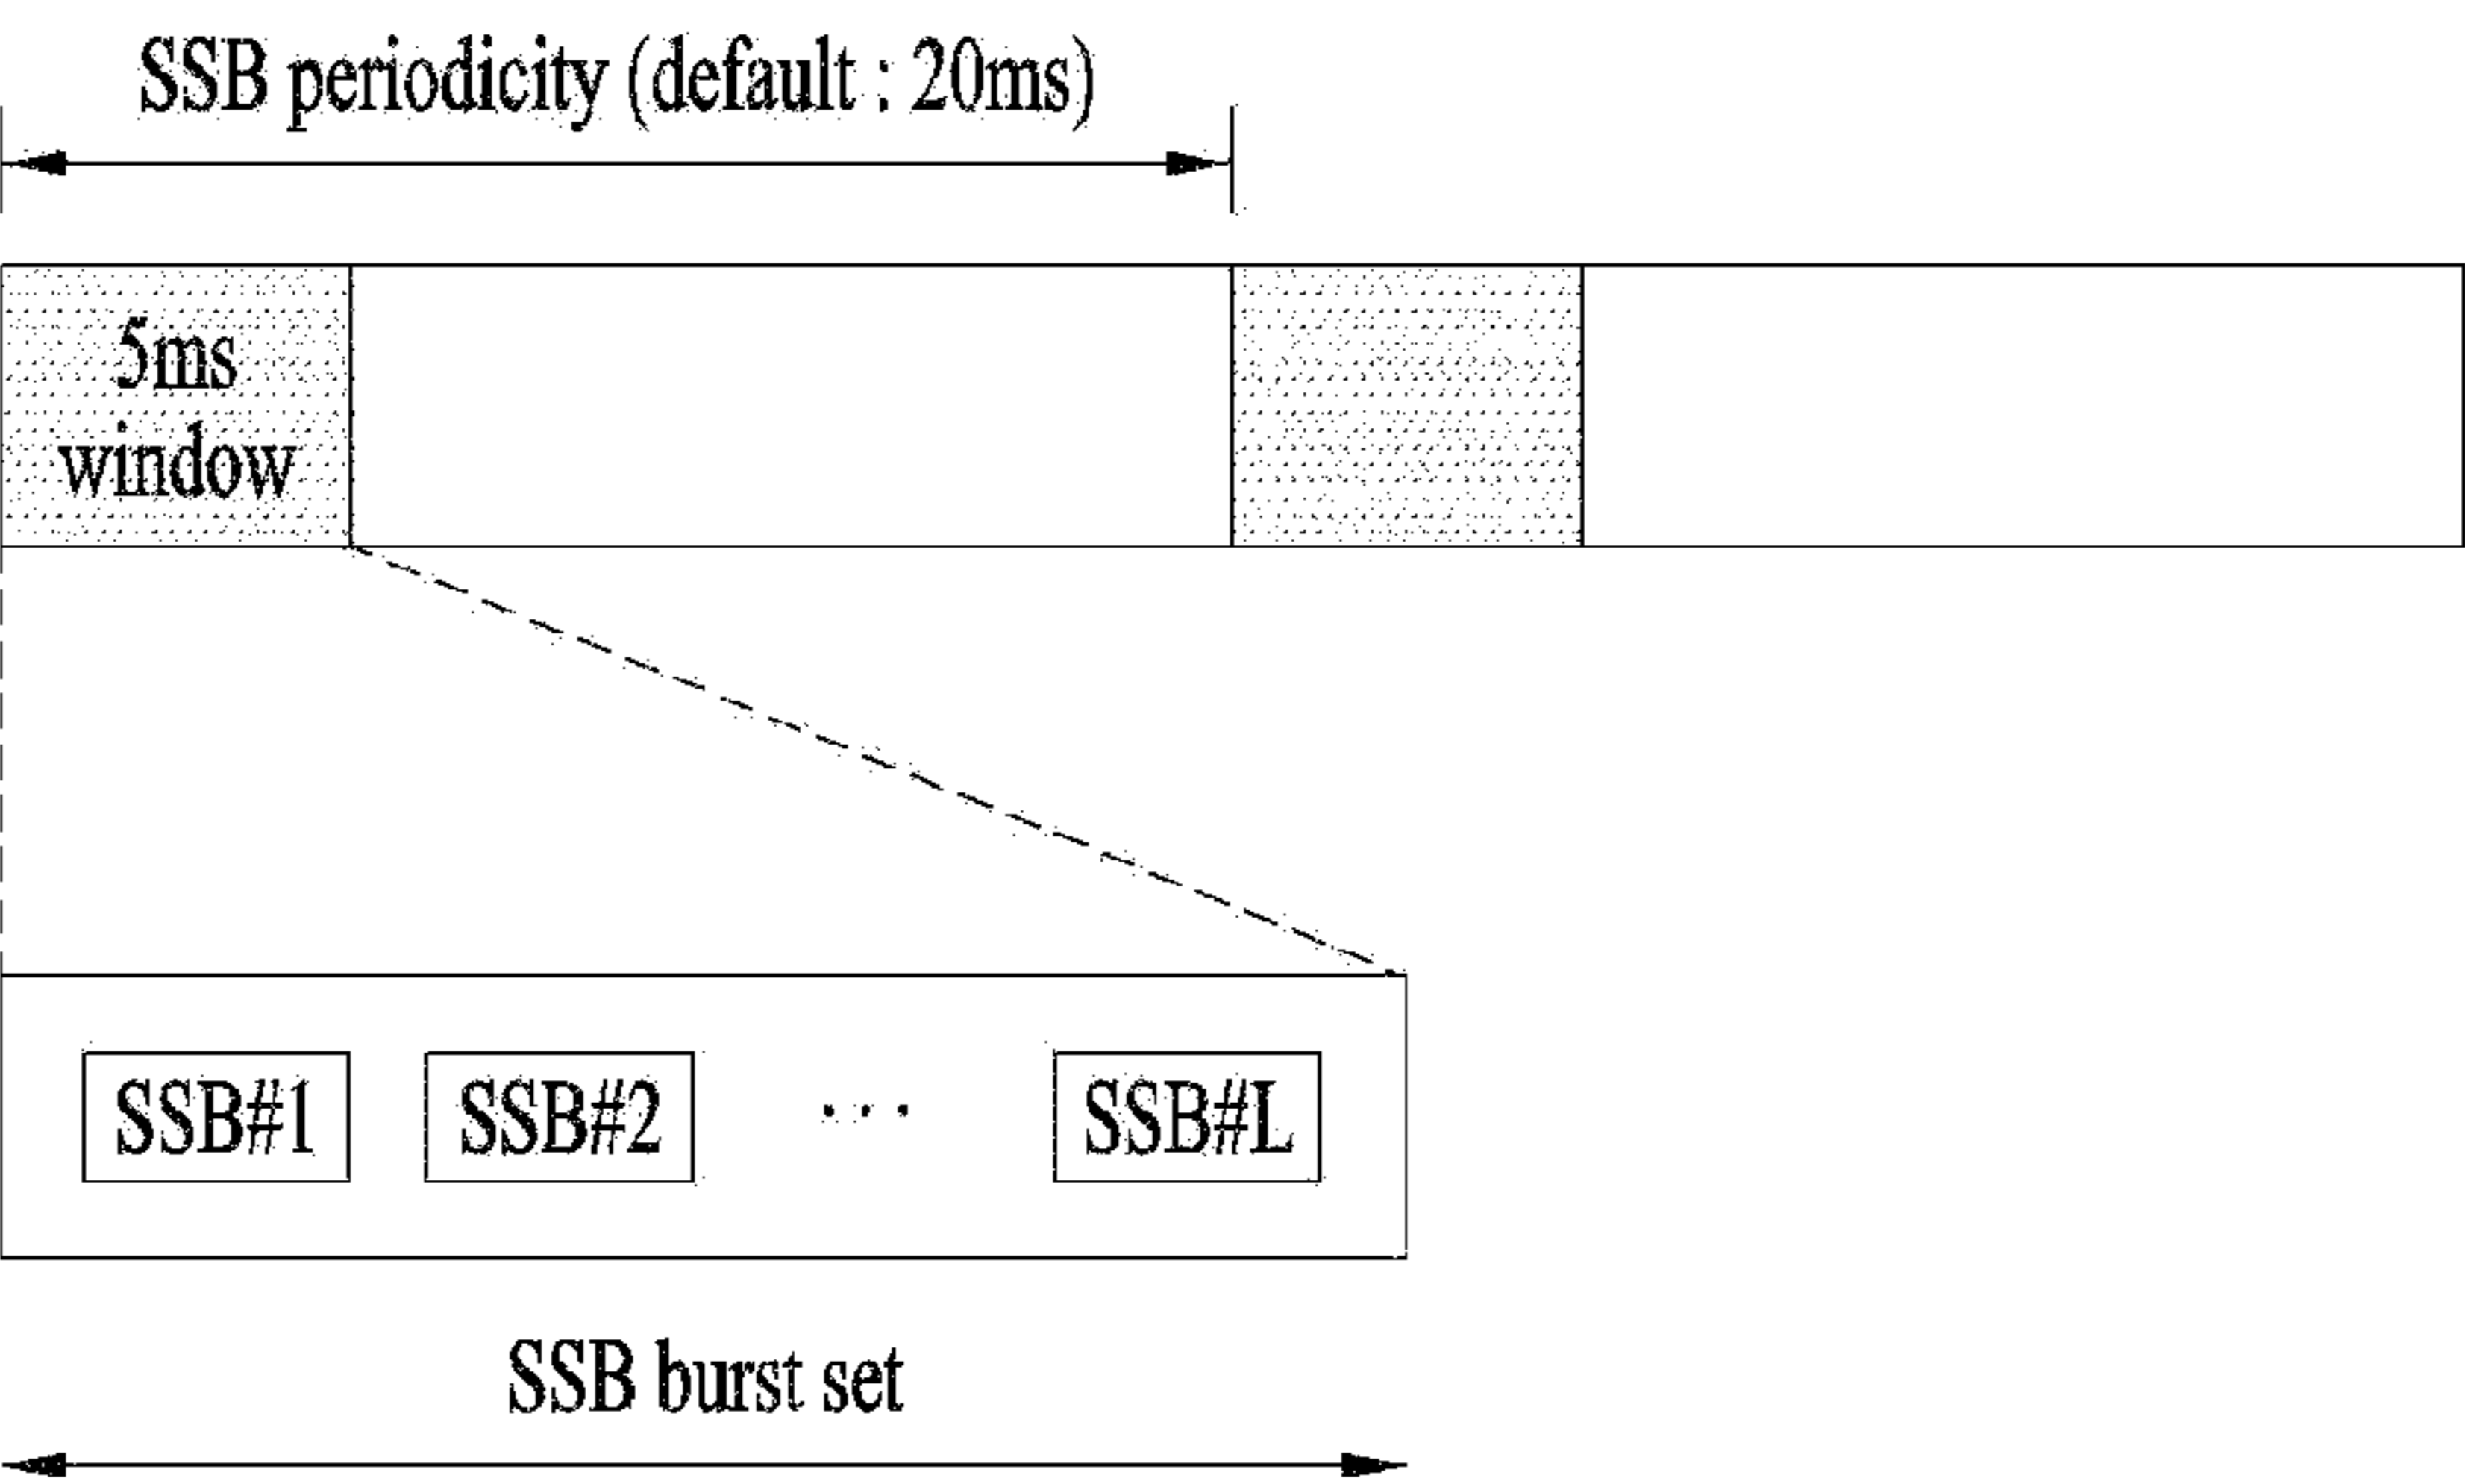 SSB periodicity (default : 20ms)
5ms
window
SSB#1 SSB#2 ... SSB#L
SSB burst set